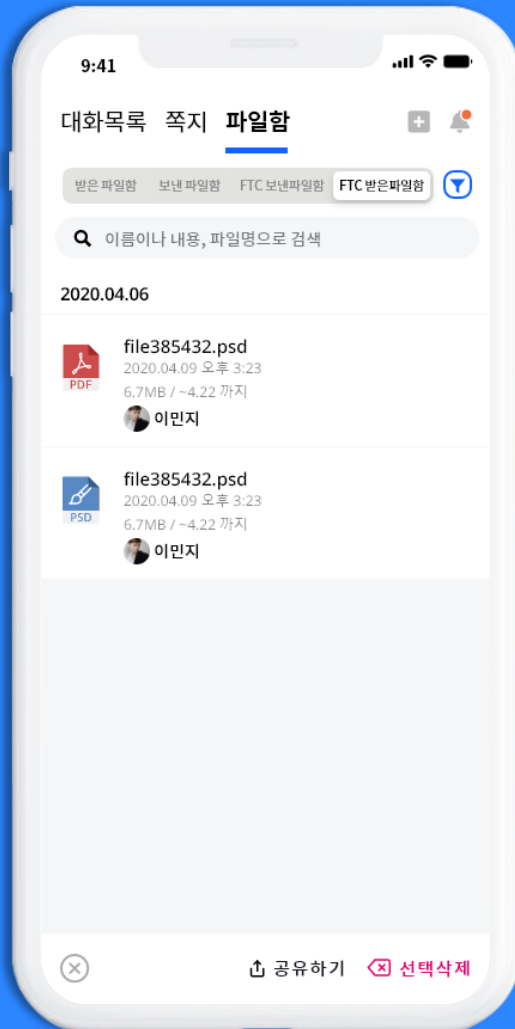 9:41
대화목록 쪽지 파일함
받은 파일함 보낸 파일함 FTC 보낸파일함 FTC 받은파일함
이름이나 내용, 파일명으로 검색
2020.04.06
file385432.psd
2020.04.09 오후 3:23
PDF
6.7MB / ~4.22 까지
이민지
file385432.psd
2020.04.09 오후 3:23
PSD
6.7MB / ~4.22 까지
이민지
공유하기 선택삭제